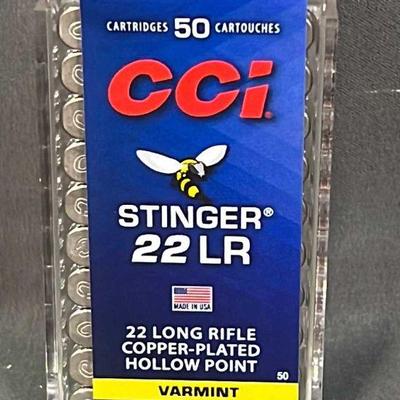 CARTRIDGES 50 CARTOUCHES
CCi
STINGER®
22 LR
MADE IN USA
22 LONG RIFLE
COPPER-PLATED
HOLLOW POINT
50
VARMINT